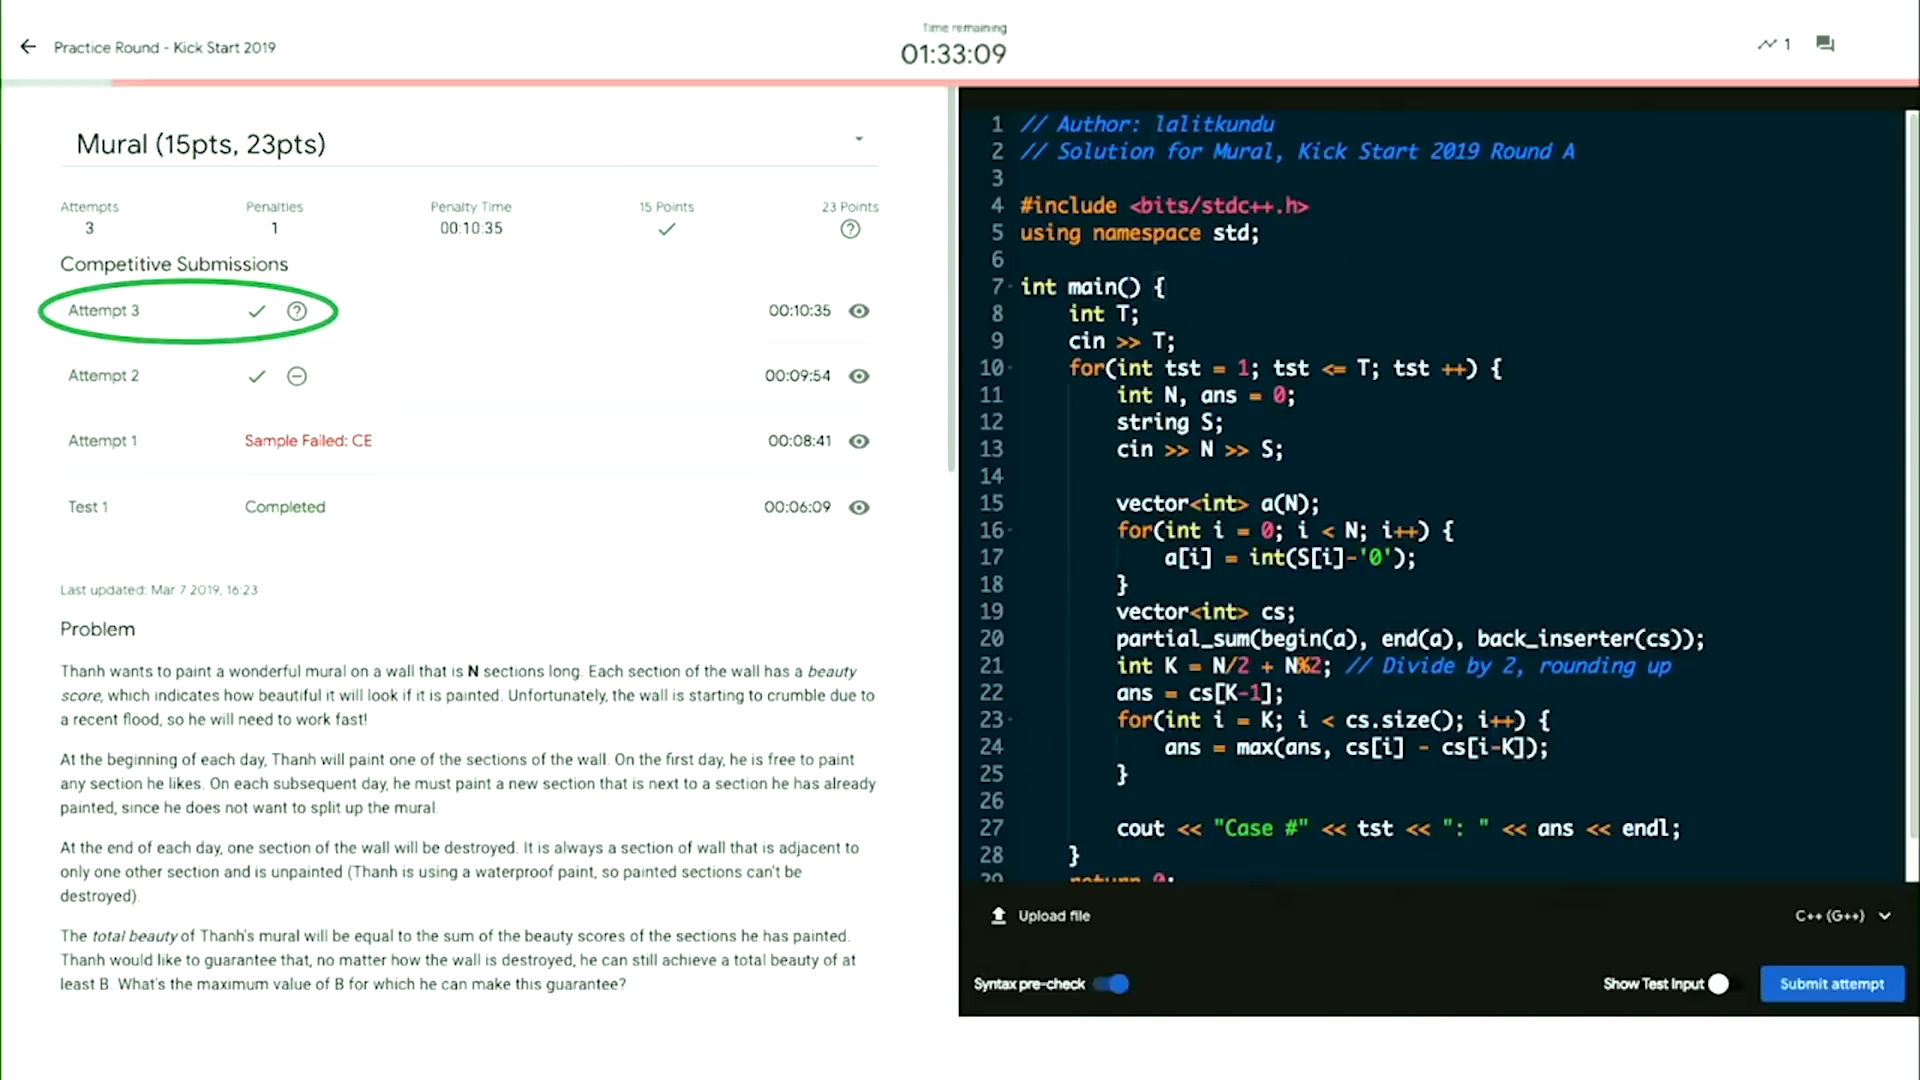 Practice Round - Kick Start 2019
Time remaining
01:33:09
1
Mural (15pts, 23pts)
Attempts
Penalties
Penalty Time
15 Points
23 Points
3
1
00:10:35
Competitive Submissions
Attempt 3
00:10:35
Attempt 2
00:09:54
Attempt 1
Sample Failed: CE
00:08:41
Test 1
Completed
00:06:09
Last updated: Mar 7 2019, 16:23
Problem
Thanh wants to paint a wonderful mural on a wall that is N sections long. Each section of the wall has a beauty
score, which indicates how beautiful it will look if it is painted. Unfortunately, the wall is starting to crumble due to
a recent flood, so he will need to work fast!
At the beginning of each day, Thanh will paint one of the sections of the wall. On the first day, he is free to paint
any section he likes. On each subsequent day, he must paint a new section that is next to a section he has already
painted, since he does not want to split up the mural.
At the end of each day, one section of the wall will be destroyed. It is always a section of wall that is adjacent to
only one other section and is unpainted (Thanh is using a waterproof paint, so painted sections can't be
destroyed).
The total beauty of Thanh's mural will be equal to the sum of the beauty scores of the sections he has painted.
Thanh would like to guarantee that, no matter how the wall is destroyed, he can still achieve a total beauty of at
least B. What's the maximum value of B for which he can make this guarantee?
1 // Author: lalitkundu
2 // Solution for Mural, Kick Start 2019 Round A
3
4 #include <bits/stdc++.h>
5 using namespace std;
6
7 int main() {
8 int T;
9 cin >> T;
10 for(int tst = 1; tst <= T; tst ++) {
11 int N, ans = 0;
12 string S;
13 cin >> N >> S;
14
15 vector<int> a(N);
16 for(int i = 0; i < N; i++) {
17 a[i] = int(S[i]-'0');
18 }
19 vector<int> cs;
20 partial_sum(begin(a), end(a), back_inserter(cs));
21 int K = N/2 + N%2; // Divide by 2, rounding up
22 ans = cs[K-1];
23 for(int i = K; i < cs.size(); i++) {
24 ans = max(ans, cs[i] - cs[i-K]);
25 }
26
27 cout << "Case #" << tst << ": " << ans << endl;
28 }
29 return 0;
Upload file
C++ (G++)
Syntax pre-check
Show Test Input
Submit attempt